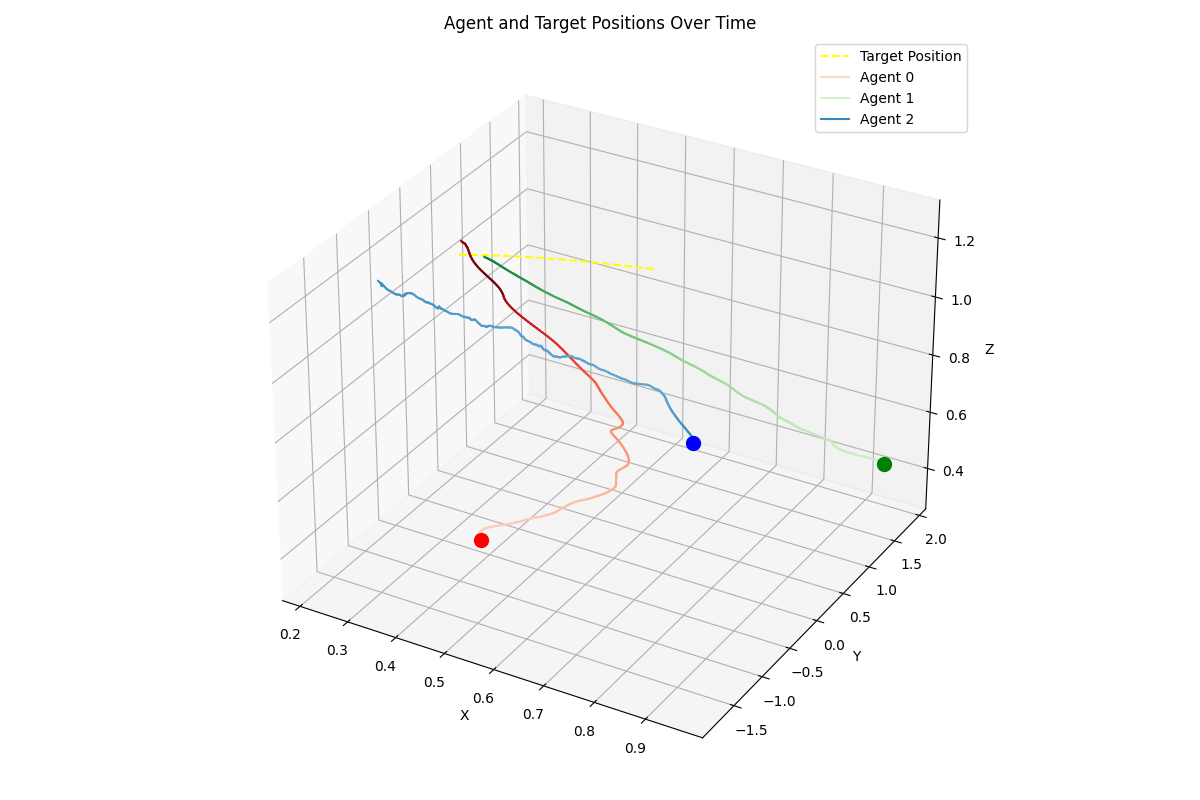 Agent and Target Positions Over Time
Target Position
Agent 0
Agent 1
Agent 2
1.2
1.0
Z
0.8
0.6
0.4
2.0
1.5
1.0
0.5
0.0
Y
−0.5
−1.0
−1.5
0.2
0.3
0.4
0.5
0.6
X
0.7
0.8
0.9